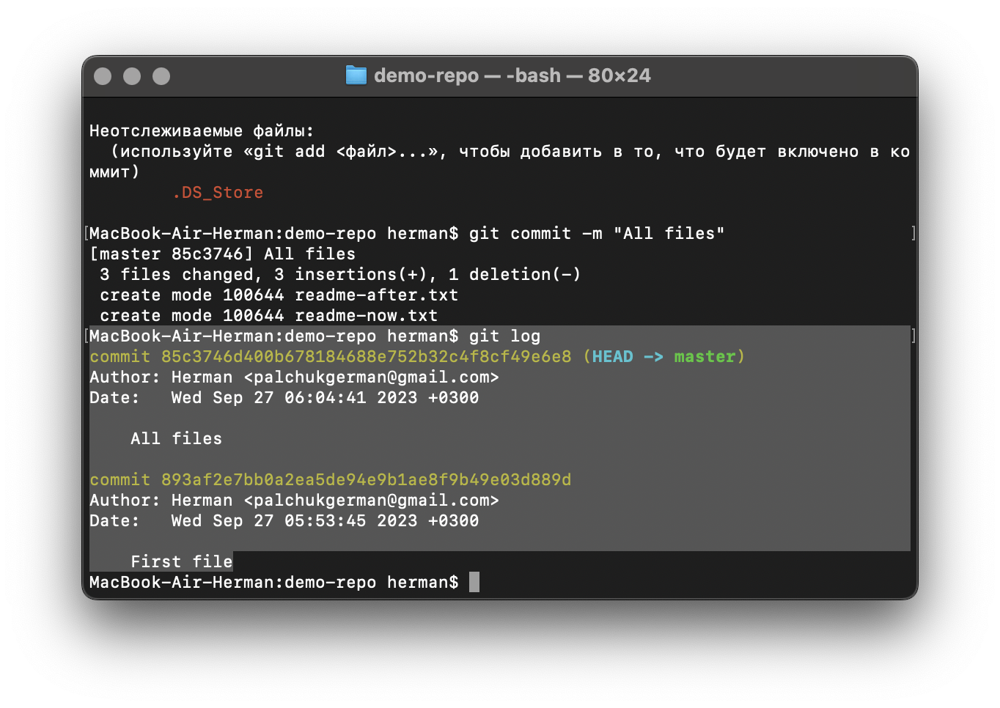 demo-repo — -bash — 80×24
Неотслеживаемые файлы:
  (используйте «git add <файл>...», чтобы добавить в то, что будет включено в ко
ммит)
        .DS_Store
[MacBook-Air-Herman:demo-repo herman$ git commit -m "All files" ]
[master 85c3746] All files
 3 files changed, 3 insertions(+), 1 deletion(-)
 create mode 100644 readme-after.txt
 create mode 100644 readme-now.txt
[MacBook-Air-Herman:demo-repo herman$ git log ]
commit 85c3746d400b678184688e752b32c4f8cf49e6e8 (HEAD -> master)
Author: Herman <palchukgerman@gmail.com>
Date:   Wed Sep 27 06:04:41 2023 +0300
    All files
commit 893af2e7bb0a2ea5de94e9b1ae8f9b49e03d889d
Author: Herman <palchukgerman@gmail.com>
Date:   Wed Sep 27 05:53:45 2023 +0300
    First file
MacBook-Air-Herman:demo-repo herman$